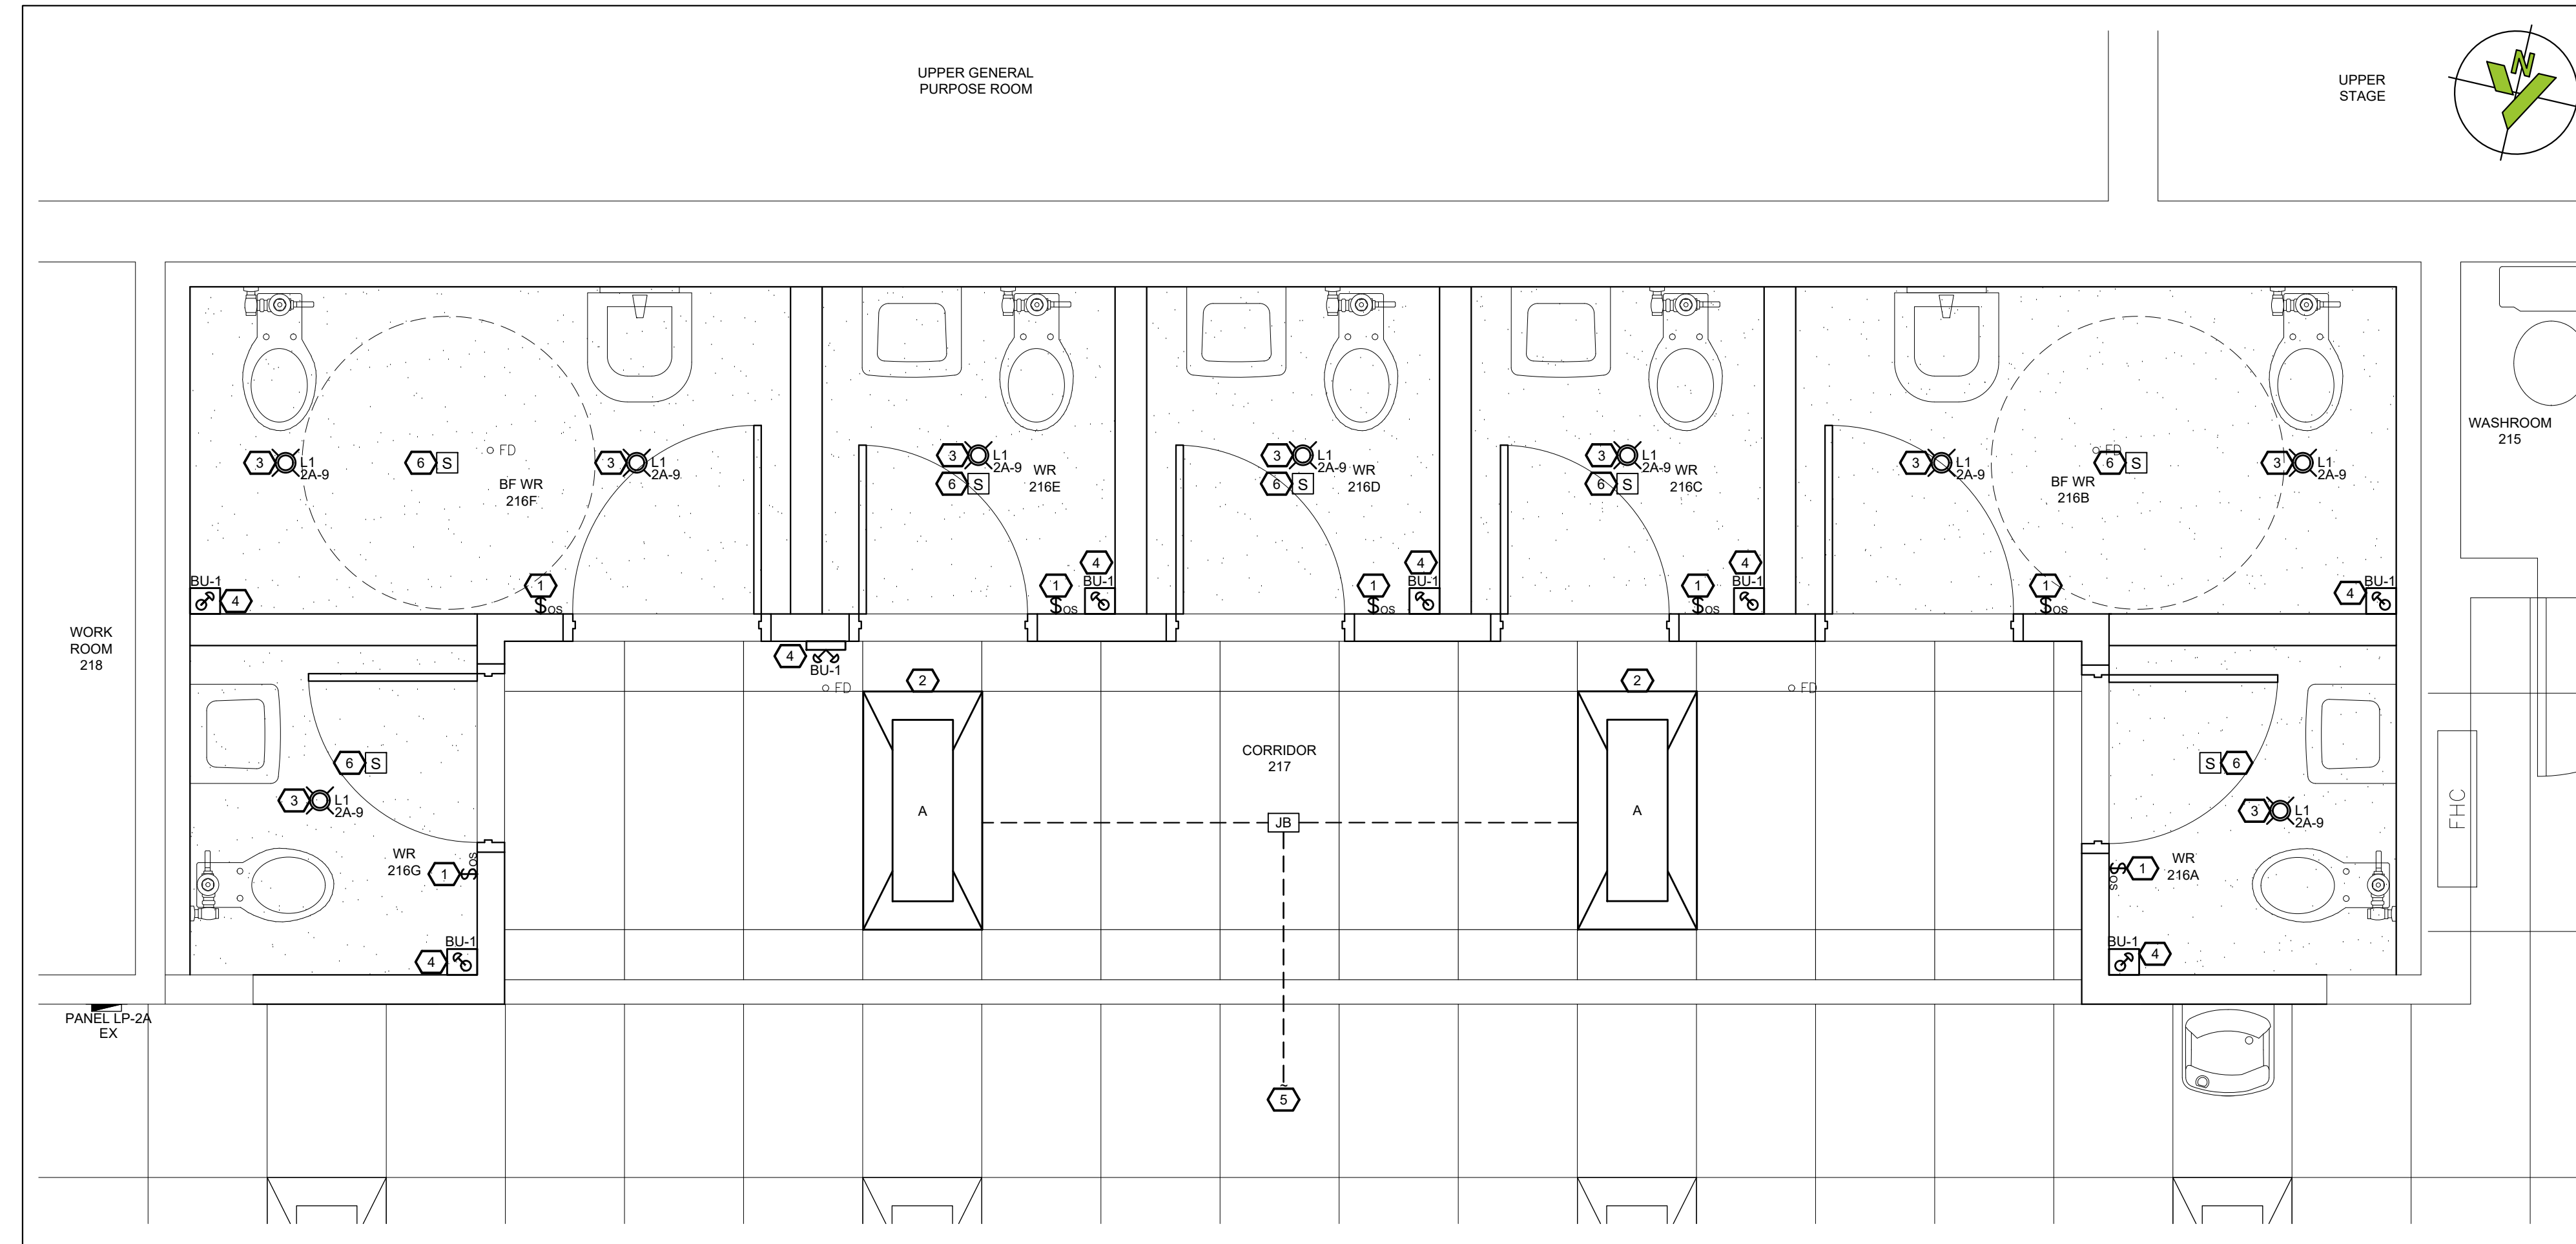 UPPER GENERAL
PURPOSE ROOM
UPPER
STAGE
N
WASHROOM
215
3
L1
2A-9
6
S
FD
BF WR
216F
3
L1
2A-9
3
L1
2A-9
6
S
WR
216E
3
L1
2A-9
6
S
WR
216D
3
L1
2A-9
6
S
WR
216C
3
L1
2A-9
FD
6
S
BF WR
216B
3
L1
2A-9
BU-1
4
1
$OS
1
$OS
4
BU-1
1
$OS
4
BU-1
1
$OS
4
BU-1
1
$OS
4
BU-1
WORK
ROOM
218
4
BU-1
FD
2
2
FD
6
S
3
L1
2A-9
A
CORRIDOR
217
JB
A
S
6
3
L1
2A-9
FHC
WR
216G
1
$OS
4
BU-1
1
$OS
WR
216A
BU-1
4
PANEL LP-2A
EX
5